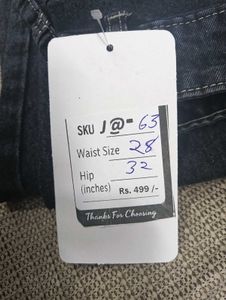 SKU J@-63
Waist Size 28
Hip 32
(inches) Rs. 499 /-
Thanks For Choosing